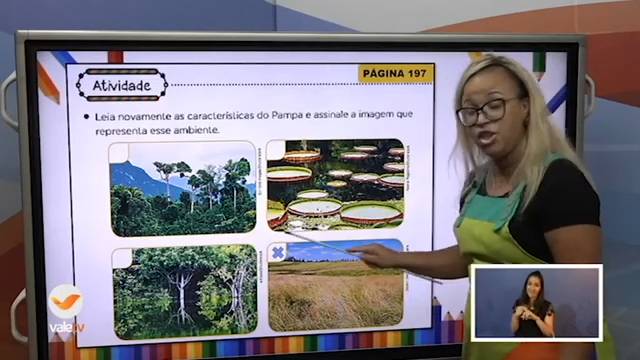 Atividade
PÁGINA 197
• Leia novamente as características do Pampa e assinale a imagem que
representa esse ambiente.
vale.tv